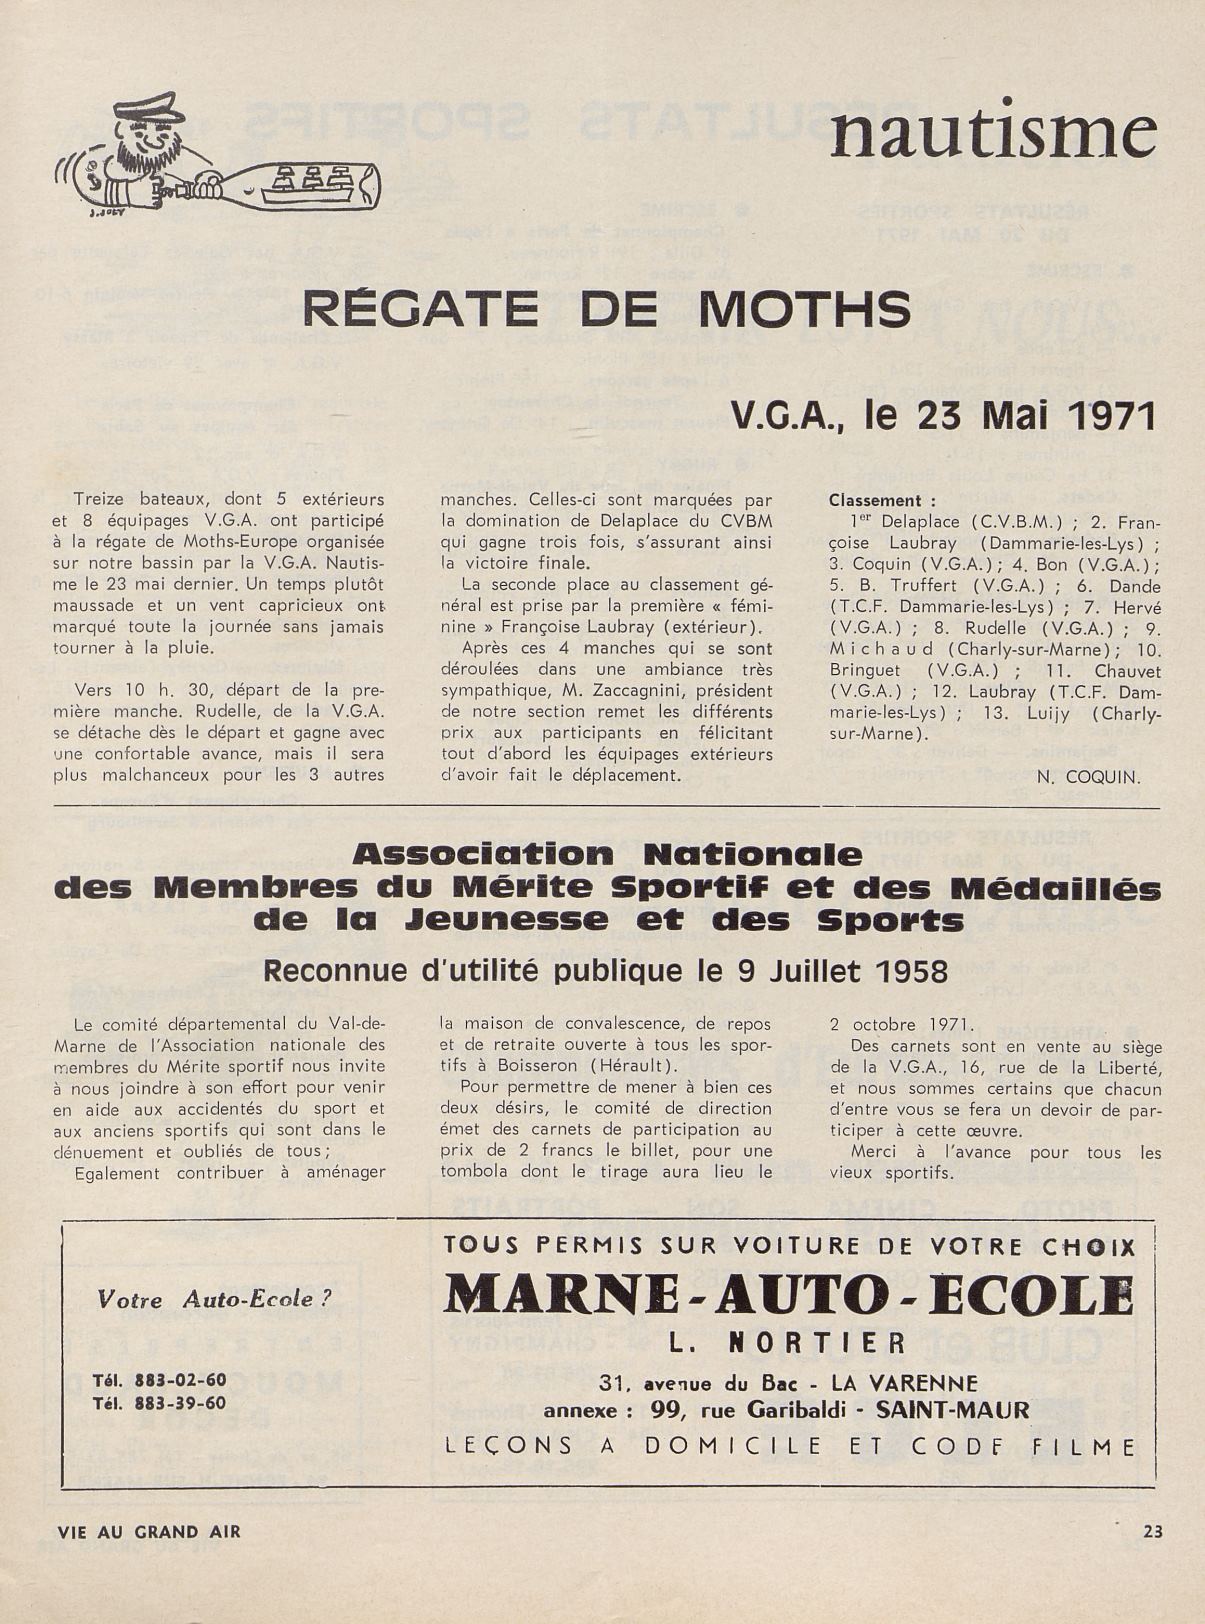 nautisme
J. JOLY
RÉGATE DE MOTHS
V.G.A., le 23 Mai 1971
Treize bateaux, dont 5 extérieurs
et 8 équipages V.G.A. ont participé
à la régate de Moths-Europe organisée
sur notre bassin par la V.G.A. Nautis-
me le 23 mai dernier. Un temps plutôt
maussade et un vent capricieux ont
marqué toute la journée sans jamais
tourner à la pluie.
Vers 10 h. 30, départ de la pre-
mière manche. Rudelle, de la V.G.A.
se détache dès le départ et gagne avec
une confortable avance, mais il sera
plus malchanceux pour les 3 autres
manches. Celles-ci sont marquées par
la domination de Delaplace du CVBM
qui gagne trois fois, s'assurant ainsi
la victoire finale.
La seconde place au classement gé-
néral est prise par la première « fémi-
nine » Françoise Laubray (extérieur).
Après ces 4 manches qui se sont
déroulées dans une ambiance très
sympathique, M. Zaccagnini, président
de notre section remet les différents
prix aux participants en félicitant
tout d'abord les équipages extérieurs
d'avoir fait le déplacement.
Classement :
1er Delaplace (C.V.B.M.) ; 2. Fran-
çoise Laubray (Dammarie-les-Lys) ;
3. Coquin (V.G.A.) ; 4. Bon (V.G.A.) ;
5. B. Truffert (V.G.A.) ; 6. Dande
(T.C.F. Dammarie-les-Lys) ; 7. Hervé
(V.G.A.) ; 8. Rudelle (V.G.A.) ; 9.
Michaud (Charly-sur-Marne) ; 10.
Bringuet (V.G.A.) ; 11. Chauvet
(V.G.A.) ; 12. Laubray (T.C.F. Dam-
marie-les-Lys) ; 13. Luijy (Charly-
sur-Marne).
N. COQUIN.
Association Nationale
des Membres du Mérite Sportif et des Médaillés
de la Jeunesse et des Sports
Reconnue d'utilité publique le 9 Juillet 1958
Le comité départemental du Val-de-
Marne de l'Association nationale des
membres du Mérite sportif nous invite
à nous joindre à son effort pour venir
en aide aux accidentés du sport et
aux anciens sportifs qui sont dans le
dénuement et oubliés de tous ;
Egalement contribuer à aménager
la maison de convalescence, de repos
et de retraite ouverte à tous les spor-
tifs à Boisseron (Hérault).
Pour permettre de mener à bien ces
deux désirs, le comité de direction
émet des carnets de participation au
prix de 2 francs le billet, pour une
tombola dont le tirage aura lieu le
2 octobre 1971.
Des carnets sont en vente au siège
de la V.G.A., 16, rue de la Liberté,
et nous sommes certains que chacun
d'entre vous se fera un devoir de par-
ticiper à cette œuvre.
Merci à l'avance pour tous les
vieux sportifs.
Votre Auto-Ecole ?
Tél. 883-02-60
Tél. 883-39-60
TOUS PERMIS SUR VOITURE DE VOTRE CHOIX
MARNE-AUTO-ECOLE
L. NORTIER
31, avenue du Bac - LA VARENNE
annexe : 99, rue Garibaldi - SAINT-MAUR
LEÇONS A DOMICILE ET CODE FILME
VIE AU GRAND AIR
23